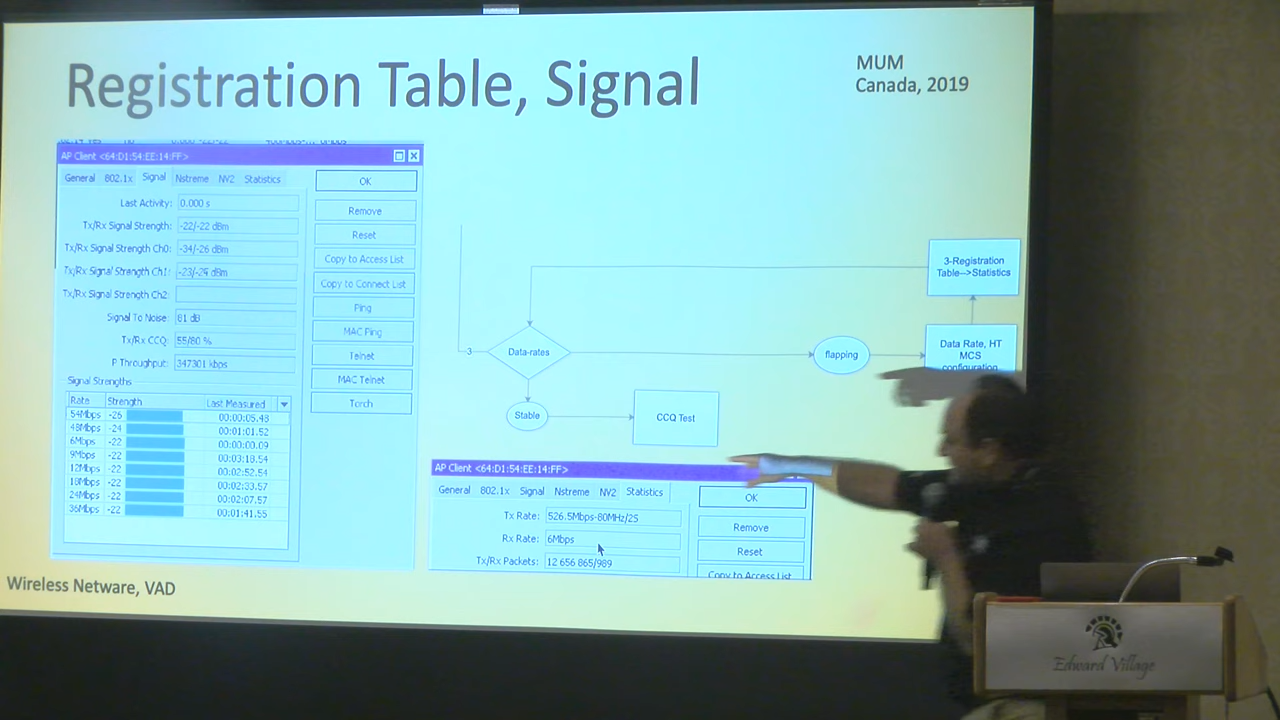 Registration Table, Signal
MUM
Canada, 2019
AP Client <64:D1:54:EE:14:FF>
General 802.1x Signal Nstreme NV2 Statistics
Last Activity: 0.000 s
Tx/Rx Signal Strength: -22/-22 dBm
Tx/Rx Signal Strength Ch0: -34/-26 dBm
Tx/Rx Signal Strength Ch1: -23/-24 dBm
Tx/Rx Signal Strength Ch2:
Signal To Noise: 81 dB
Tx/Rx CCQ: 55/80 %
P Throughput: 347301 kbps
Signal Strengths
Rate Strength Last Measured
54Mbps -26 00:00:05.48
48Mbps -24 00:01:01.52
6Mbps -22 00:00:00.09
9Mbps -22 00:03:18.54
12Mbps -22 00:02:52.54
18Mbps -22 00:02:33.57
24Mbps -22 00:02:07.57
36Mbps -22 00:01:41.55
OK
Remove
Reset
Copy to Access List
Copy to Connect List
Ping
MAC Ping
Telnet
MAC Telnet
Torch
3-Registration
Table-->Statistics
3
Data-rates
flapping
Data Rate, HT
MCS
configuration
Stable
CCQ Test
AP Client <64:D1:54:EE:14:FF>
General 802.1x Signal Nstreme NV2 Statistics
Tx Rate: 526.5Mbps-80MHz/2S
Rx Rate: 6Mbps
Tx/Rx Packets: 12 656 865/989
OK
Remove
Reset
Copy to Access List
Wireless Netware, VAD
Edward Village